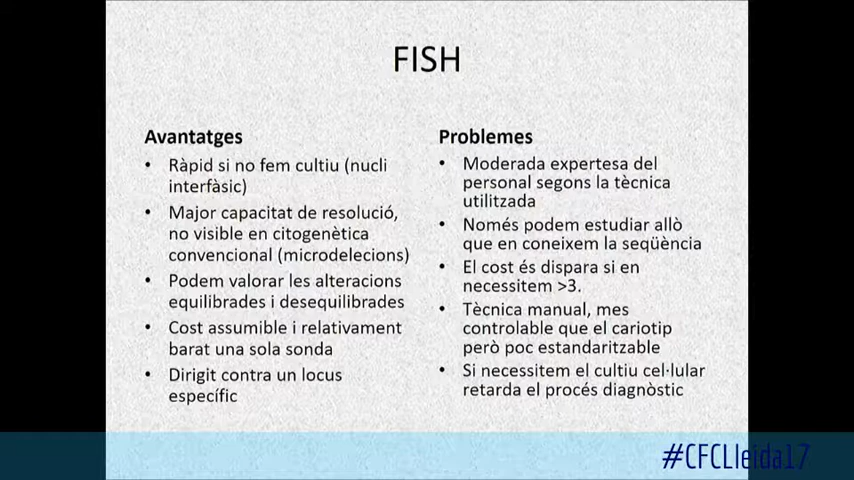 FISH
Avantatges
• Ràpid si no fem cultiu (nucli
interfàsic)
• Major capacitat de resolució,
no visible en citogenètica
convencional (microdelecions)
• Podem valorar les alteracions
equilibrades i desequilibrades
• Cost assumible i relativament
barat una sola sonda
• Dirigit contra un locus
específic
Problemes
• Moderada expertesa del
personal segons la tècnica
utilitzada
• Només podem estudiar allò
que en coneixem la seqüència
• El cost és dispara si en
necessitem >3.
• Tècnica manual, mes
controlable que el cariotip
però poc estandaritzable
• Si necessitem el cultiu cel·lular
retarda el procés diagnòstic
#CFCLleida17